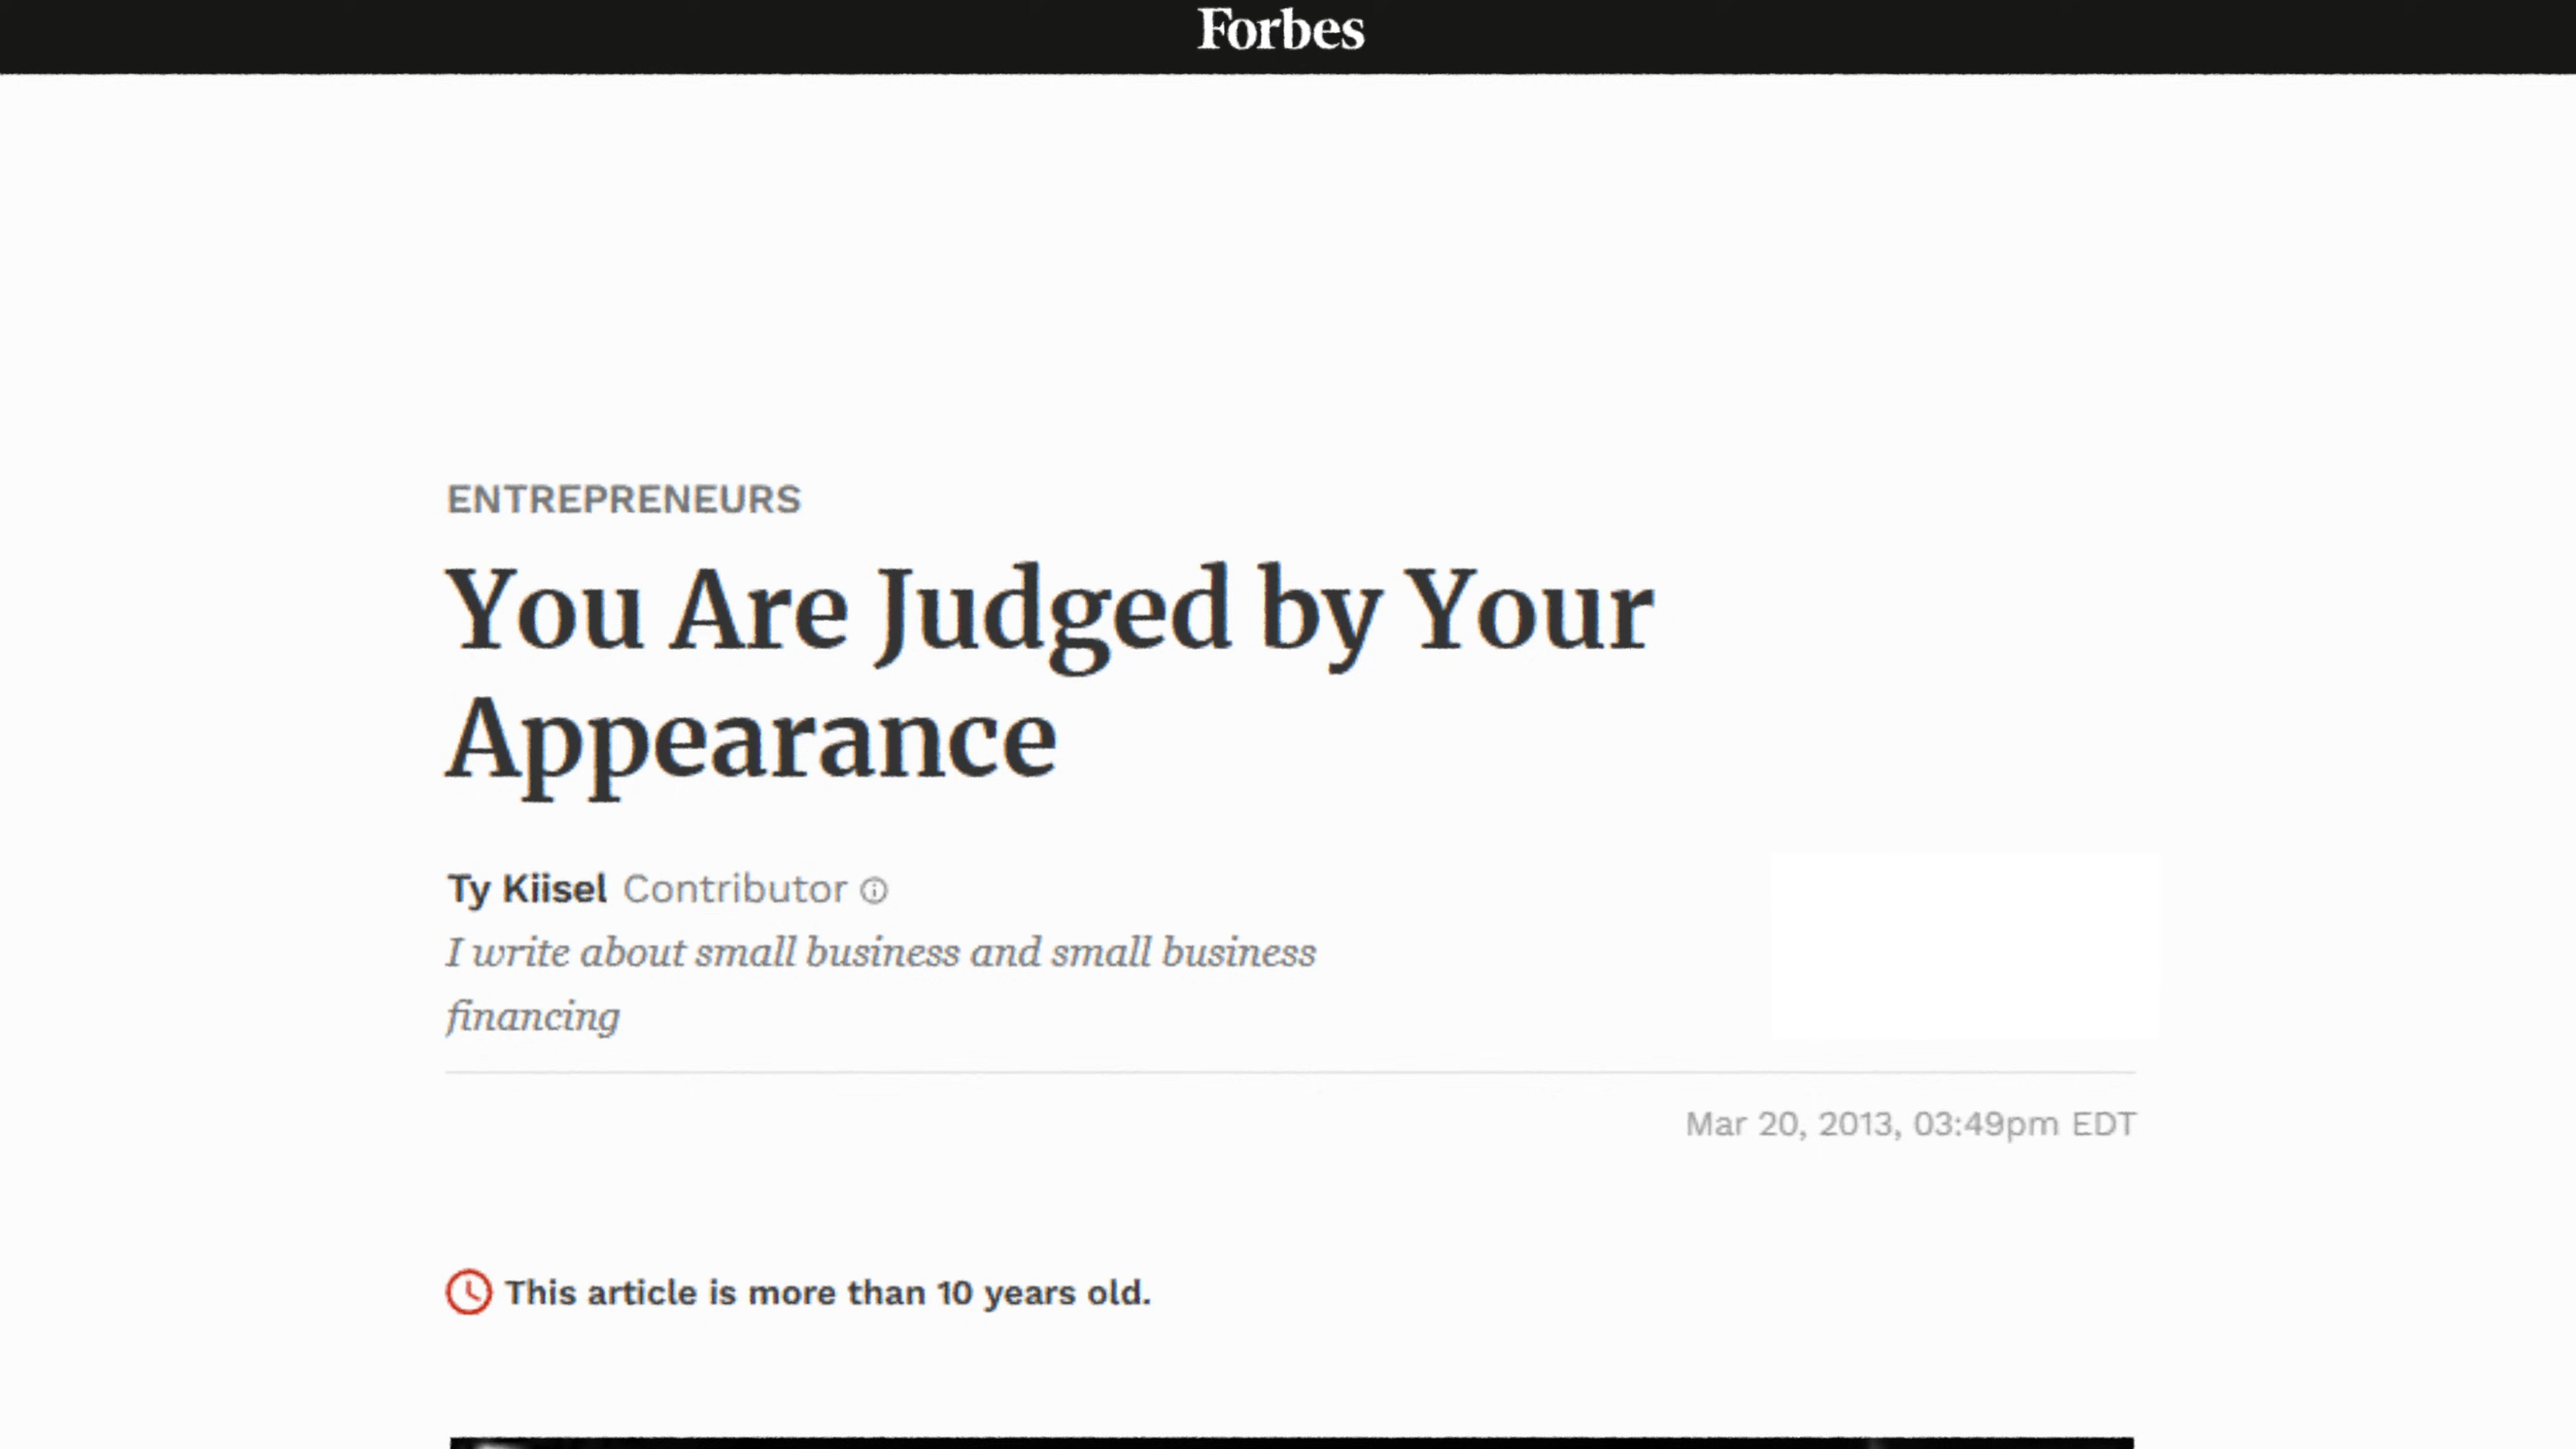 Forbes
ENTREPRENEURS
You Are Judged by Your
Appearance
Ty Kiisel Contributor
I write about small business and small business
financing
Mar 20, 2013, 03:49pm EDT
This article is more than 10 years old.